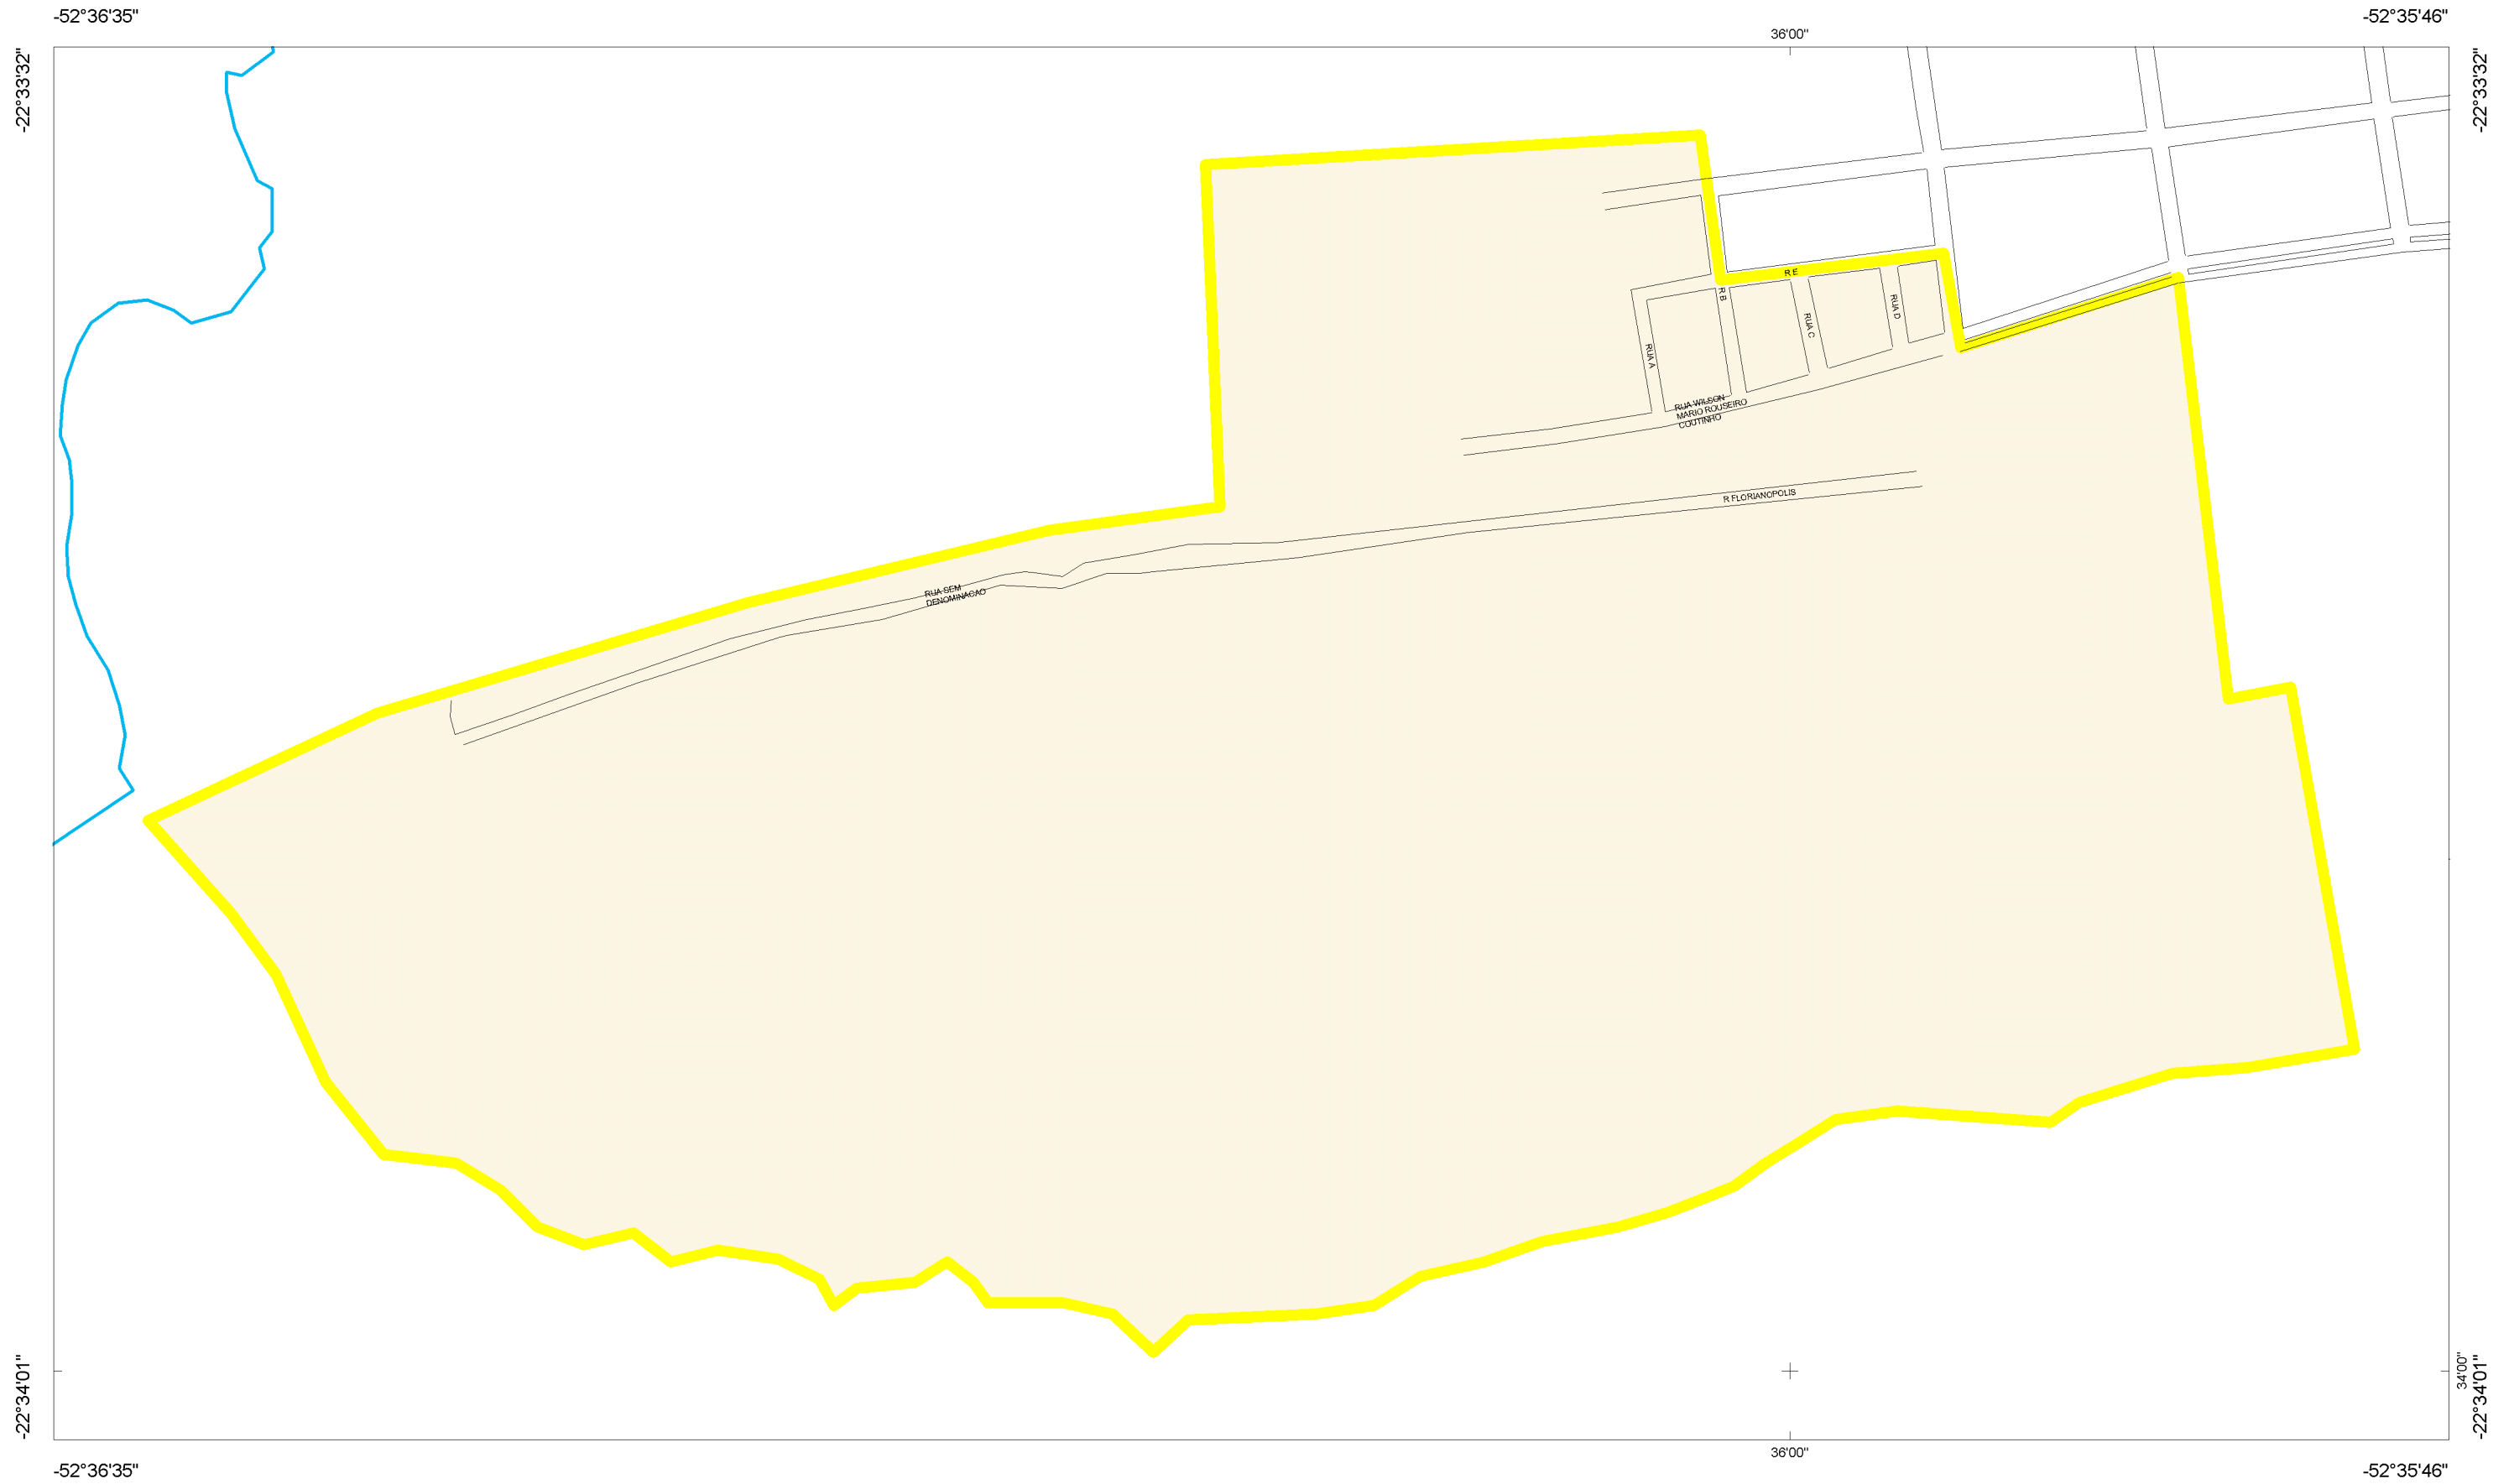 -52°36'35"
-52°35'46"
36'00"
-22°33'32"
-22°33'32"
R E
R B
RUA D
RUA C
RUA A
RUA WILSON
MARIO ROUSEIRO
COUTINHO
R FLORIANOPOLIS
RUA SEM
DENOMINACAO
-22°34'01"
34'00"
-22°34'01"
36'00"
-52°36'35"
-52°35'46"